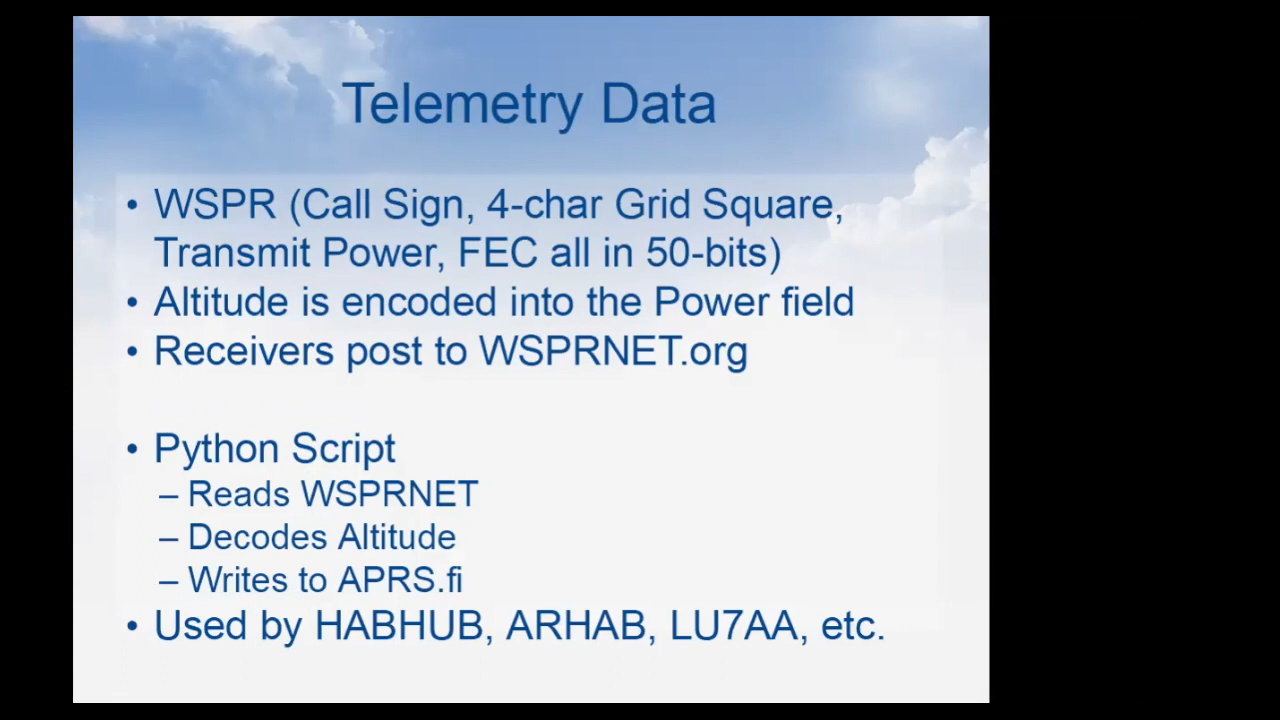 Telemetry Data
• WSPR (Call Sign, 4-char Grid Square,
Transmit Power, FEC all in 50-bits)
• Altitude is encoded into the Power field
• Receivers post to WSPRNET.org
• Python Script
– Reads WSPRNET
– Decodes Altitude
– Writes to APRS.fi
• Used by HABHUB, ARHAB, LU7AA, etc.